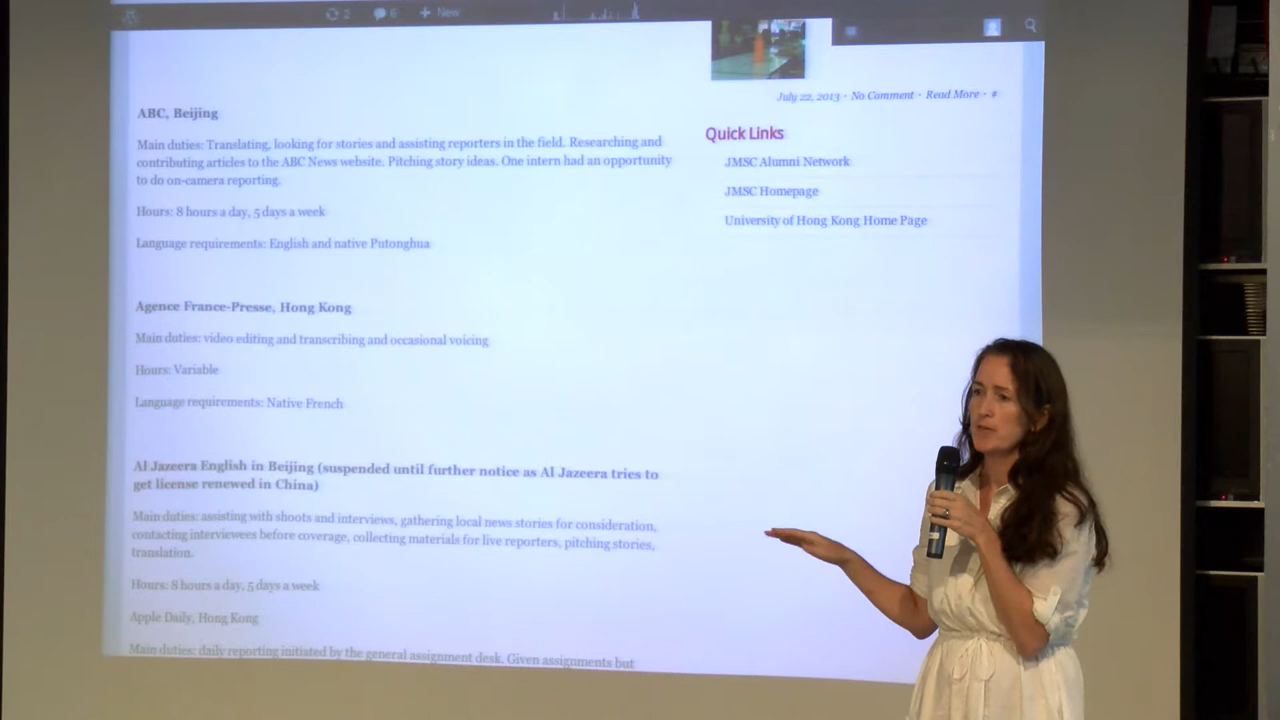 2
6
New
ABC, Beijing
Main duties: Translating, looking for stories and assisting reporters in the field. Researching and
contributing articles to the ABC News website. Pitching story ideas. One intern had an opportunity
to do on-camera reporting.
Hours: 8 hours a day, 5 days a week
Language requirements: English and native Putonghua
Agence France-Presse, Hong Kong
Main duties: video editing and transcribing and occasional voicing
Hours: Variable
Language requirements: Native French
Al Jazeera English in Beijing (suspended until further notice as Al Jazeera tries to
get license renewed in China)
Main duties: assisting with shoots and interviews, gathering local news stories for consideration,
contacting interviewees before coverage, collecting materials for live reporters, pitching stories,
translation.
Hours: 8 hours a day, 5 days a week
Apple Daily, Hong Kong
Main duties: daily reporting initiated by the general assignment desk. Given assignments but
July 22, 2013 · No Comment · Read More · #
Quick Links
JMSC Alumni Network
JMSC Homepage
University of Hong Kong Home Page